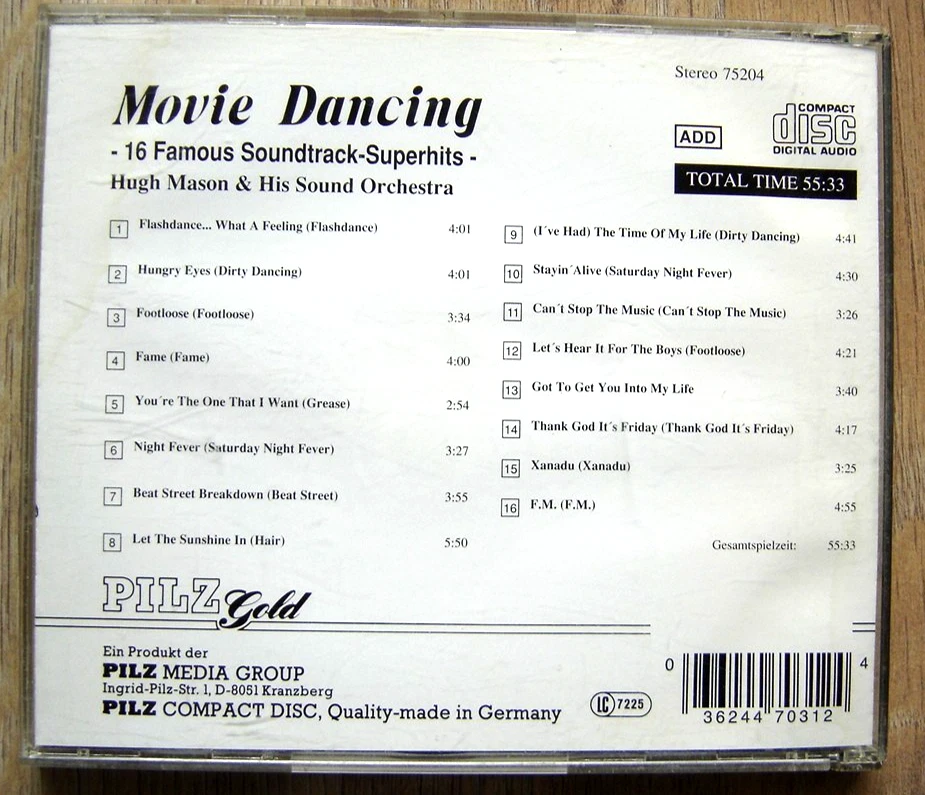 Stereo 75204
Movie Dancing
- 16 Famous Soundtrack-Superhits -
Hugh Mason & His Sound Orchestra
ADD
COMPACT
disc
DIGITAL AUDIO
TOTAL TIME 55:33
1 Flashdance... What A Feeling (Flashdance) 4:01
2 Hungry Eyes (Dirty Dancing) 4:01
3 Footloose (Footloose) 3:34
4 Fame (Fame) 4:00
5 You´re The One That I Want (Grease) 2:54
6 Night Fever (Saturday Night Fever) 3:27
7 Beat Street Breakdown (Beat Street) 3:55
8 Let The Sunshine In (Hair) 5:50
9 (I´ve Had) The Time Of My Life (Dirty Dancing) 4:41
10 Stayin´Alive (Saturday Night Fever) 4:30
11 Can´t Stop The Music (Can´t Stop The Music) 3:26
12 Let´s Hear It For The Boys (Footloose) 4:21
13 Got To Get You Into My Life 3:40
14 Thank God It´s Friday (Thank God It´s Friday) 4:17
15 Xanadu (Xanadu) 3:25
16 F.M. (F.M.) 4:55
Gesamtspielzeit: 55:33
PILZ Gold
Ein Produkt der
PILZ MEDIA GROUP
Ingrid-Pilz-Str. 1, D-8051 Kranzberg
PILZ COMPACT DISC, Quality-made in Germany
LC 7225
0 36244 70312 4